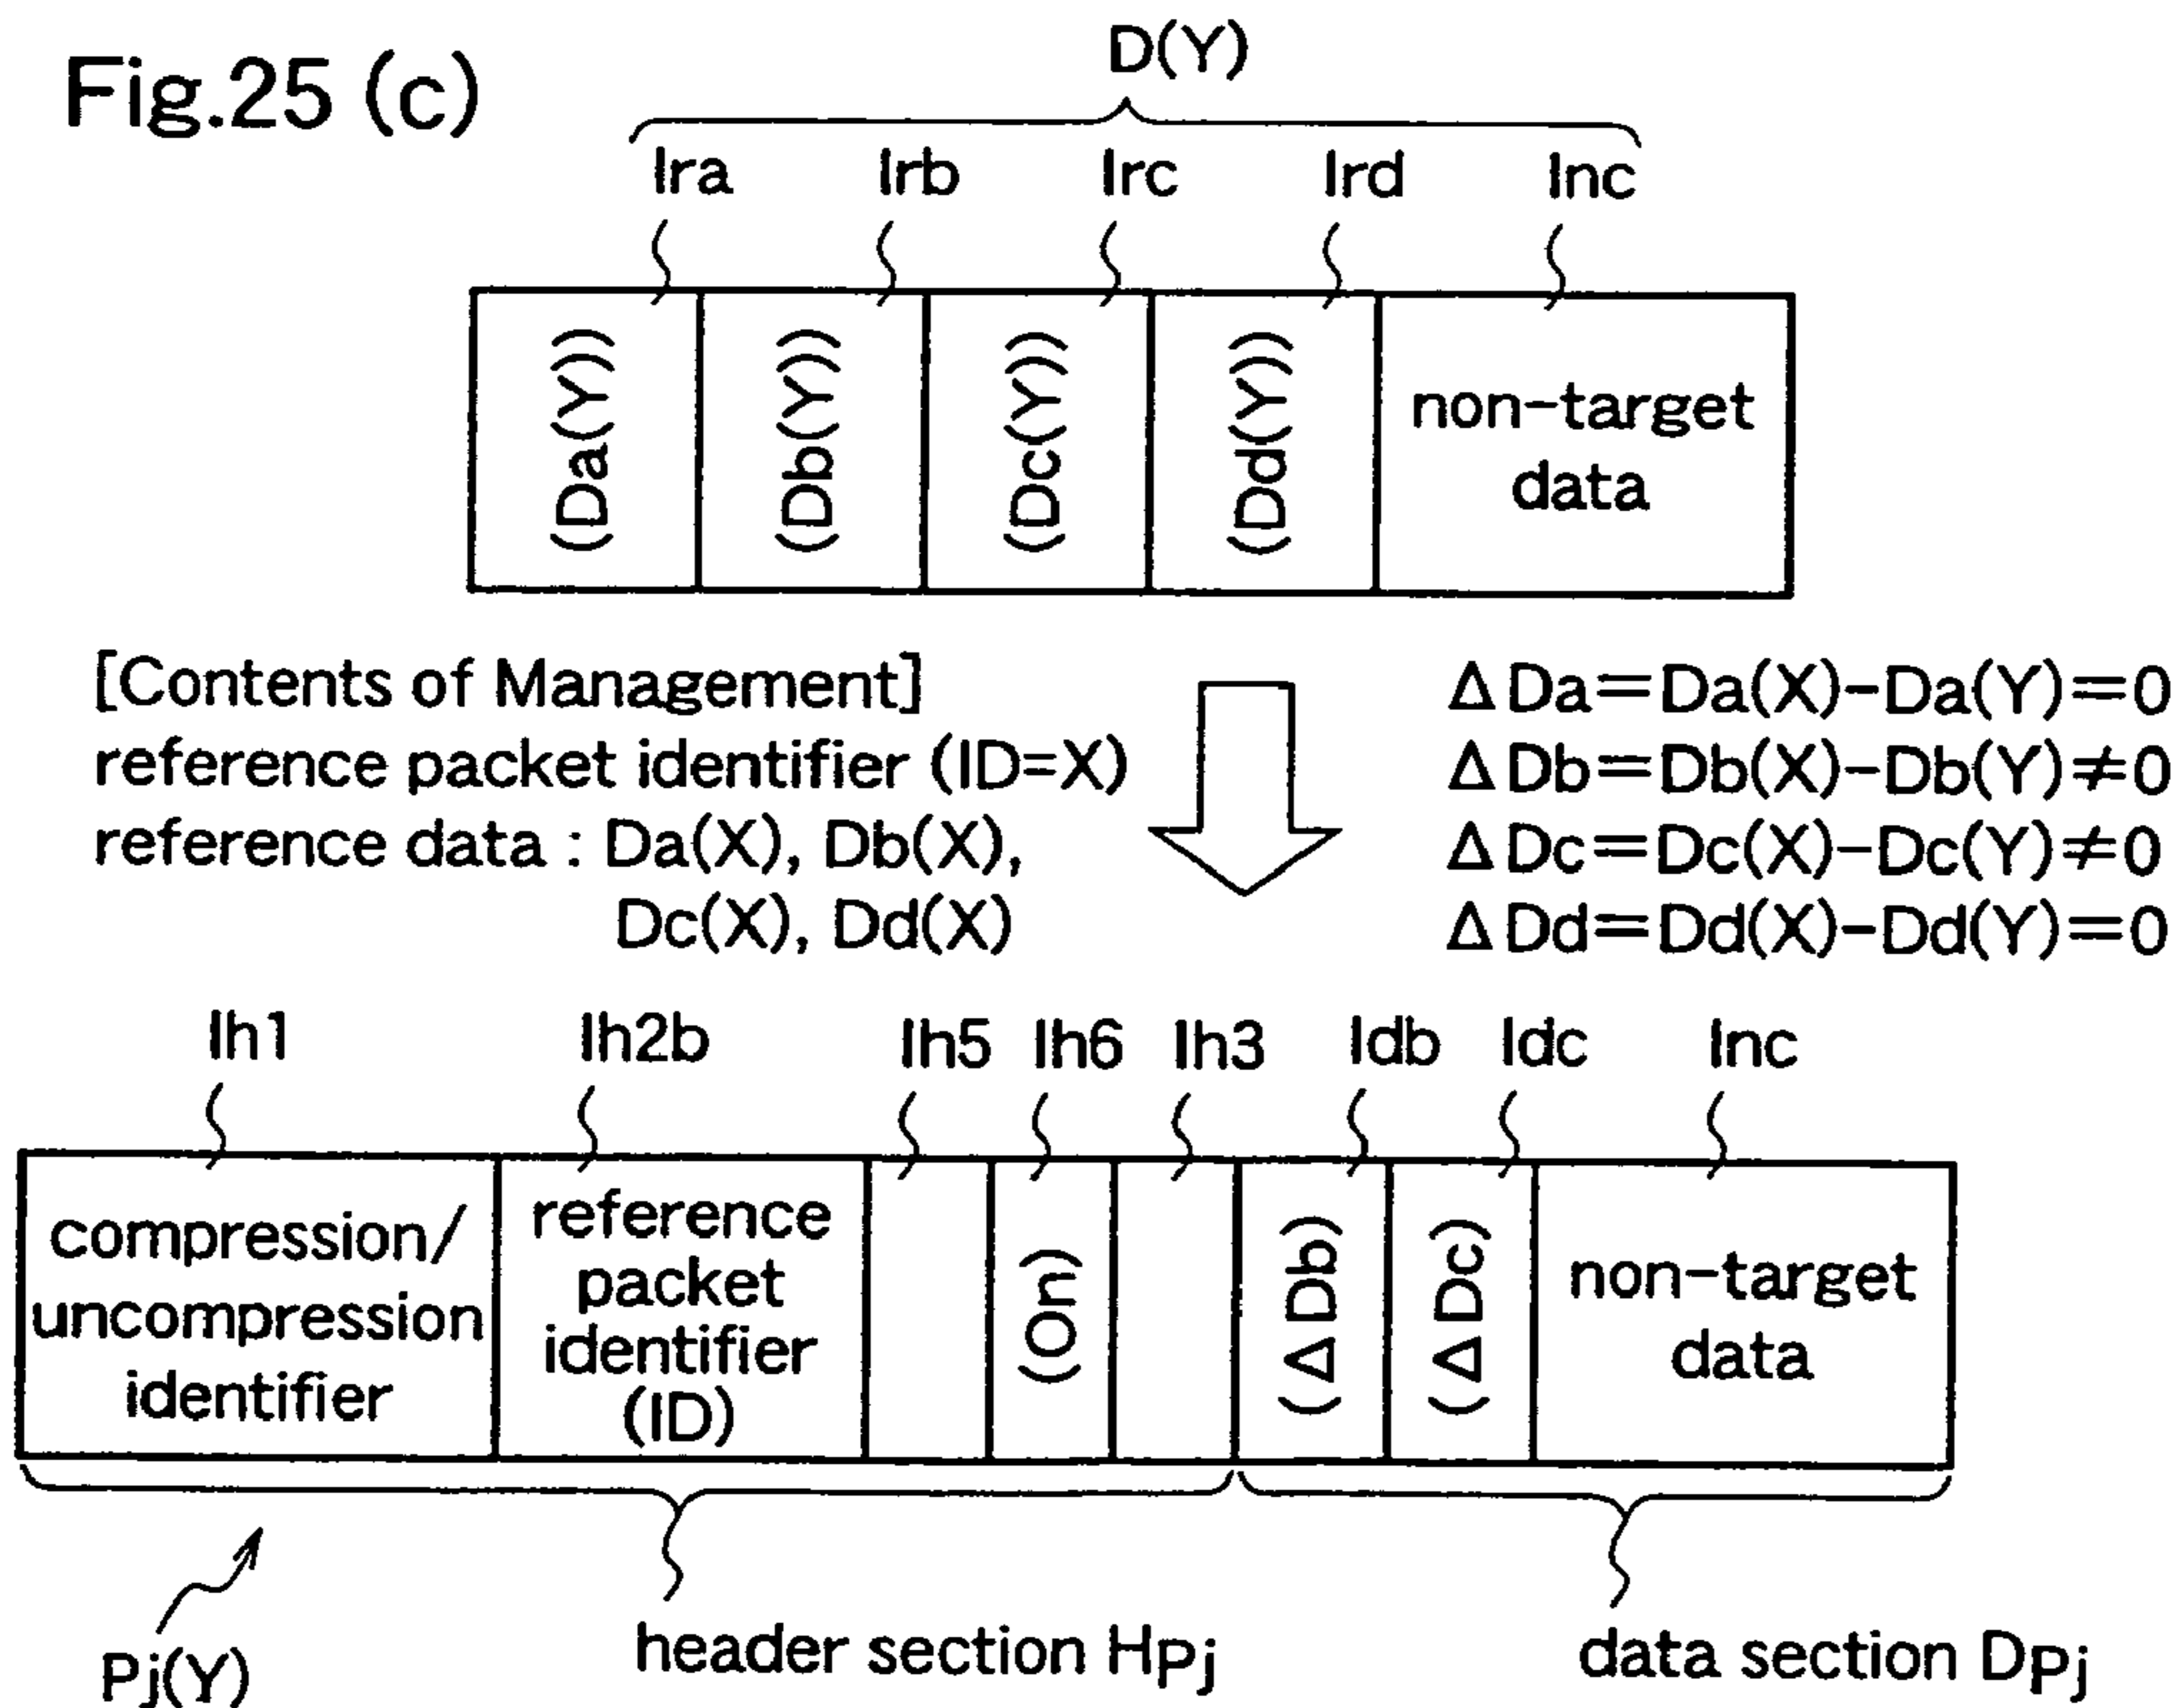 Fig.25 (c)
D(Y)
Ira Irb Irc Ird Inc
(Da(Y)) (Db(Y)) (Dc(Y)) (Dd(Y)) non-target
data
[Contents of Management]
reference packet identifier (ID=X)
reference data : Da(X), Db(X),
Dc(X), Dd(X)
ΔDa=Da(X)-Da(Y)=0
ΔDb=Db(X)-Db(Y)≠0
ΔDc=Dc(X)-Dc(Y)≠0
ΔDd=Dd(X)-Dd(Y)=0
Ih1 Ih2b Ih5 Ih6 Ih3 Idb Idc Inc
compression/
uncompression
identifier
reference
packet
identifier
(ID)
(On)
(ΔDb)
(ΔDc)
non-target
data
Pj(Y)
header section HPj
data section DPj